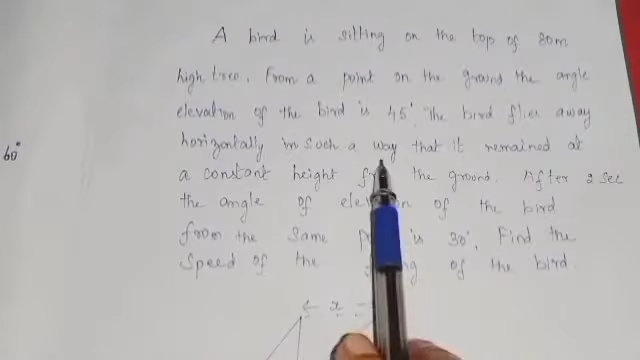 A bird is sitting on the top of 80m
high tree. From a point on the ground the angle
elevation of the bird is 45°. The bird flies away
60°
horizontally in such a way that it remained at
a constant height the ground. After 2 sec
the angle of of the bird
from the same is 30°. Find the
speed of the of the bird.
x